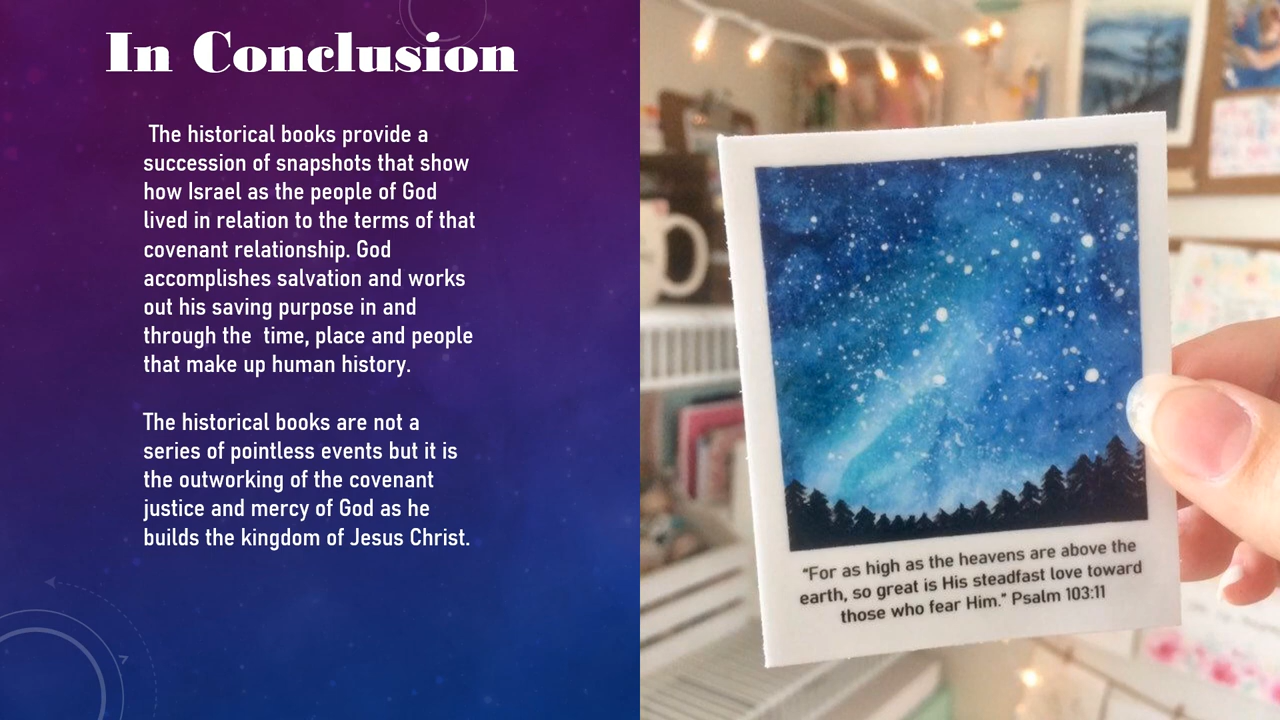 In Conclusion
The historical books provide a
succession of snapshots that show
how Israel as the people of God
lived in relation to the terms of that
covenant relationship. God
accomplishes salvation and works
out his saving purpose in and
through the time, place and people
that make up human history.
The historical books are not a
series of pointless events but it is
the outworking of the covenant
justice and mercy of God as he
builds the kingdom of Jesus Christ.
“For as high as the heavens are above the
earth, so great is His steadfast love toward
those who fear Him.” Psalm 103:11